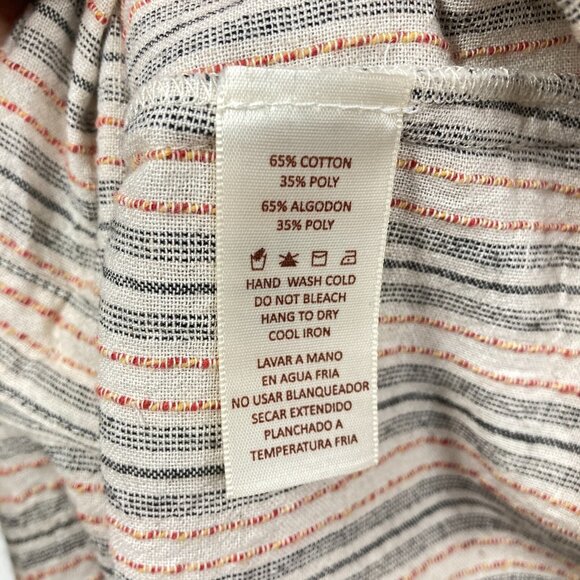 65% COTTON
35% POLY
65% ALGODON
35% POLY
HAND WASH COLD
DO NOT BLEACH
HANG TO DRY
COOL IRON
LAVAR A MANO
EN AGUA FRIA
NO USAR BLANQUEADOR
SECAR EXTENDIDO
PLANCHADO A
TEMPERATURA FRIA